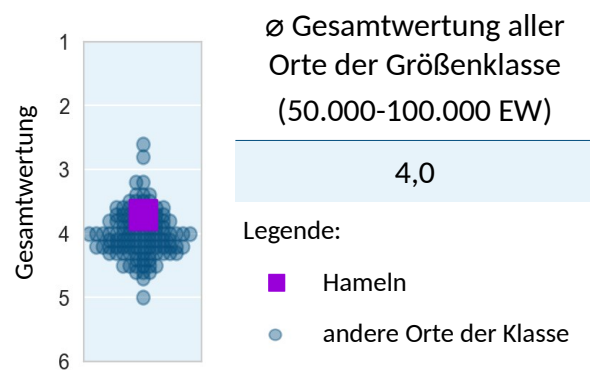 Gesamtwertung
1
2
3
4
5
6
⌀ Gesamtwertung aller
Orte der Größenklasse
(50.000-100.000 EW)
4,0
Legende:
Hameln
andere Orte der Klasse